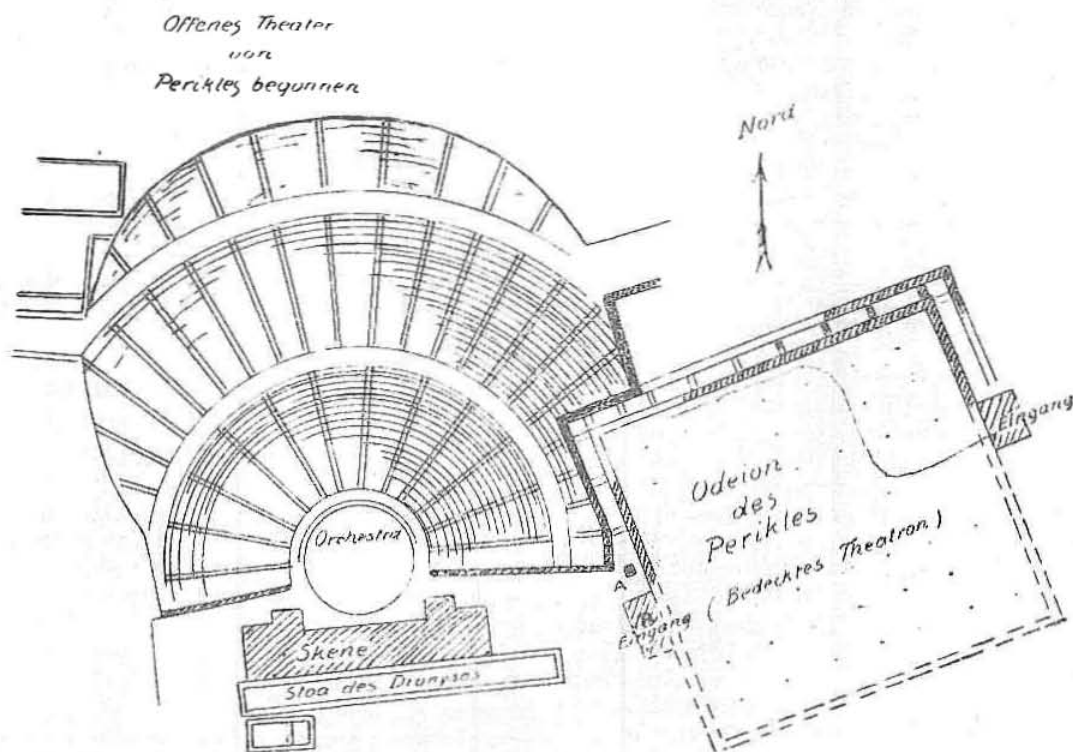 Offenes Theater
von
Perikles begonnen
Nord
Eingang
Odeion
des
Perikles
(Bedecktes Theatron)
Orchestra
A
B
Eingang
Skene
Stoa des Dionysos